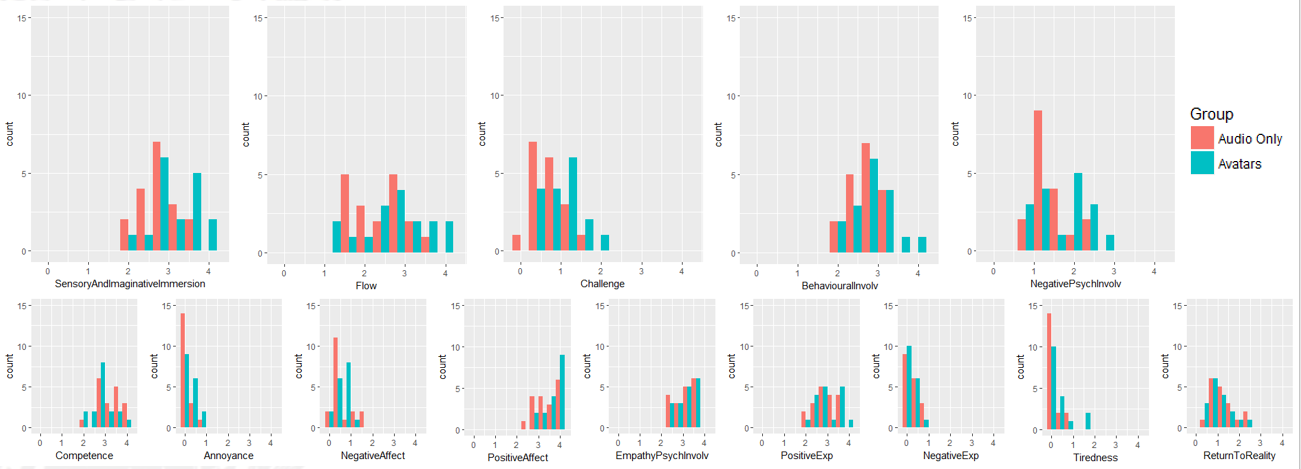 15
10
5
0
count
0 1 2 3 4
SensoryAndImaginativeImmersion
15
10
5
0
count
0 1 2 3 4
Flow
15
10
5
0
count
0 1 2 3 4
Challenge
15
10
5
0
count
0 1 2 3 4
BehaviouralInvolv
15
10
5
0
count
0 1 2 3 4
NegativePsychInvolv
Group
Audio Only
Avatars
15
10
5
0
count
0 1 2 3 4
Competence
15
10
5
0
count
0 1 2 3 4
Annoyance
15
10
5
0
count
0 1 2 3 4
NegativeAffect
15
10
5
0
count
0 1 2 3 4
PositiveAffect
15
10
5
0
count
0 1 2 3 4
EmpathyPsychInvolv
15
10
5
0
count
0 1 2 3 4
PositiveExp
15
10
5
0
count
0 1 2 3 4
NegativeExp
15
10
5
0
count
0 1 2 3 4
Tiredness
15
10
5
0
count
0 1 2 3 4
ReturnToReality